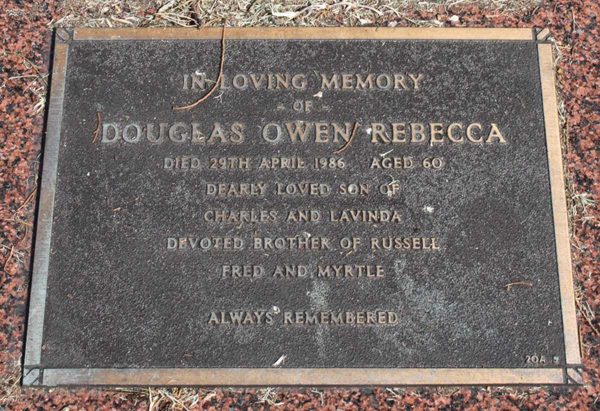 IN LOVING MEMORY
- OF -
DOUGLAS OWEN REBECCA
DIED 29TH APRIL 1986 AGED 60
DEARLY LOVED SON OF
CHARLES AND LAVINDA
DEVOTED BROTHER OF RUSSELL
FRED AND MYRTLE
ALWAYS REMEMBERED